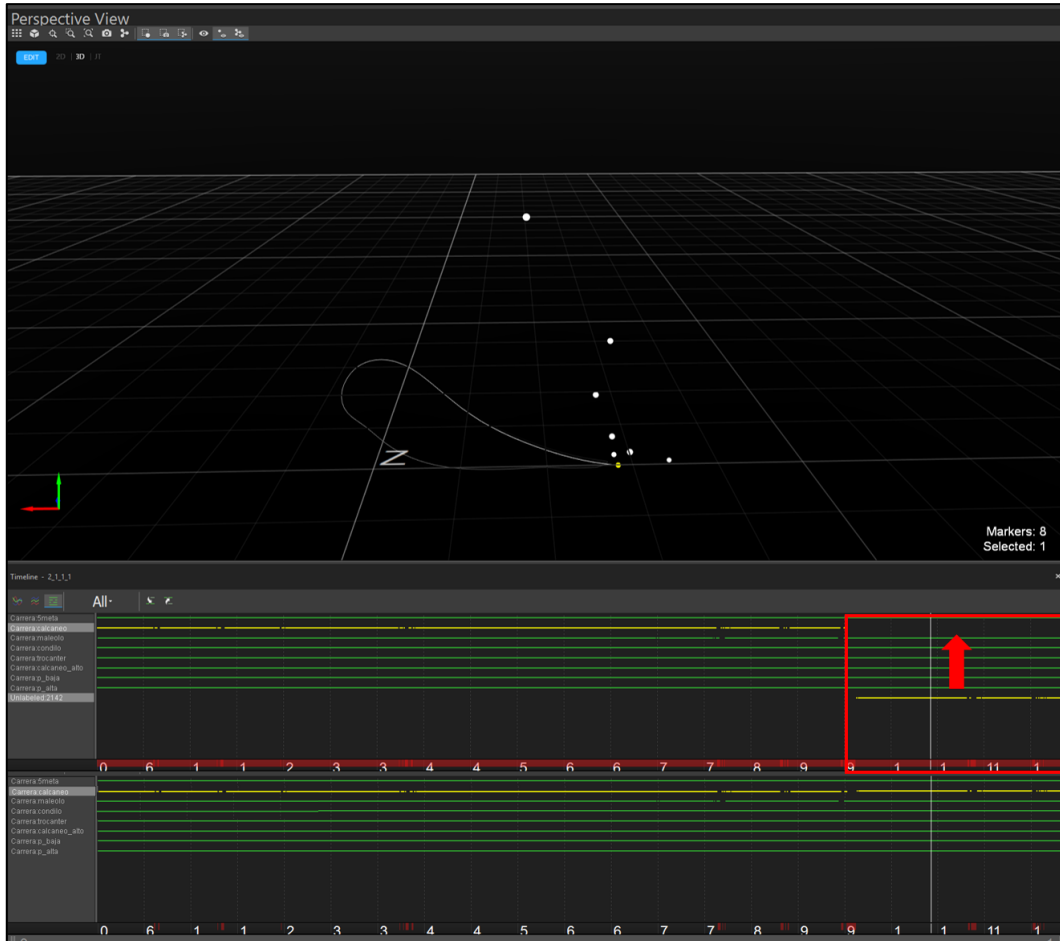 Perspective View
EDIT 2D | 3D | I1
N
Markers: 8
Selected: 1
Timeline - 2_1_1_1
All
Carrera:5meta
Carrera:calcaneo
Carrera:maleolo
Carrera:condilo
Carrera:trocanter
Carrera:calcaneo_alto
Carrera:p_baja
Carrera:p_alta
Unlabeled:2142
0 6 1 1 2 3 3 4 4 5 6 6 7 7 8 9 9 1 1 11 1
Carrera:5meta
Carrera:calcaneo
Carrera:maleolo
Carrera:condilo
Carrera:trocanter
Carrera:calcaneo_alto
Carrera:p_baja
Carrera:p_alta
0 6 1 1 2 3 3 4 4 5 6 6 7 7 8 9 9 1 1 11 1